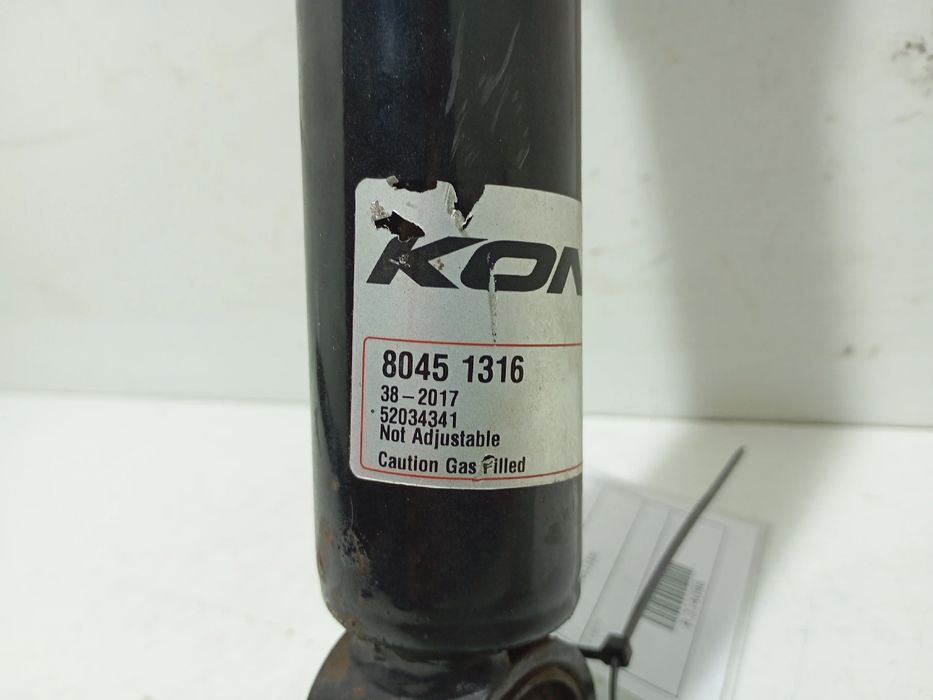 KON
8045 1316
38-2017
52034341
Not Adjustable
Caution Gas Filled